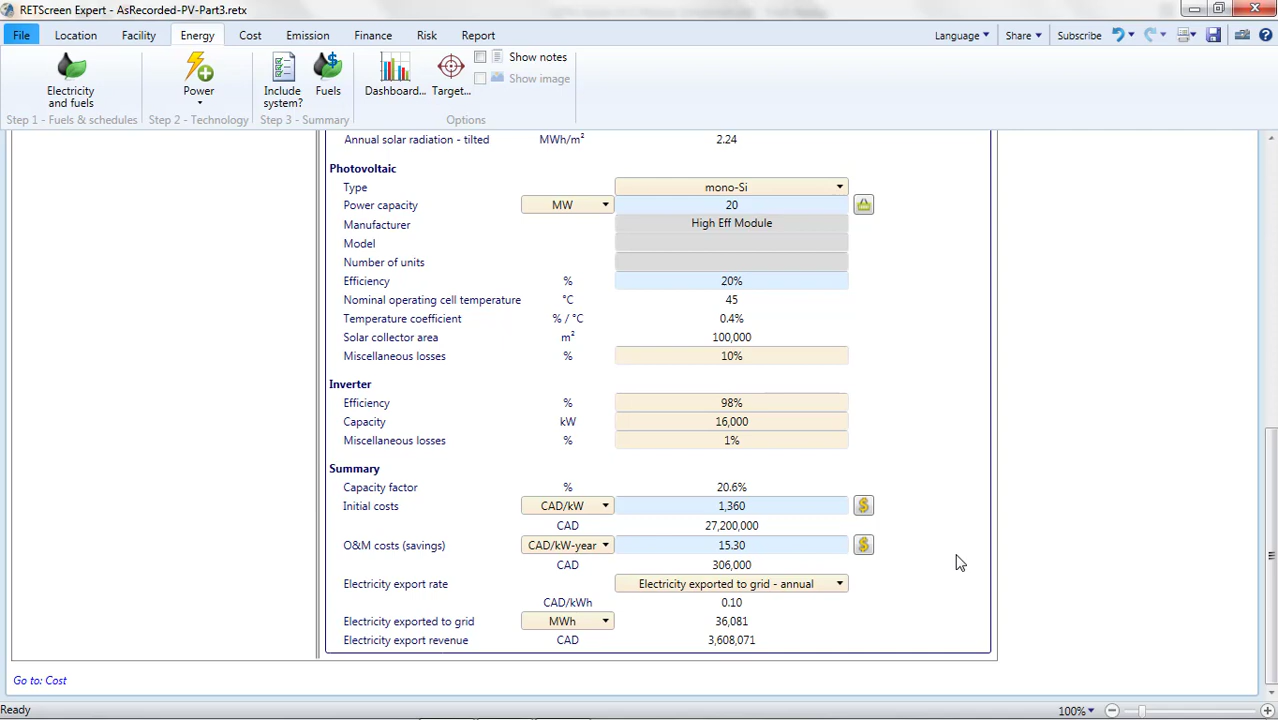 RETScreen Expert - AsRecorded-PV-Part3.retx
File Location Facility Energy Cost Emission Finance Risk Report Language Share Subscribe
Electricity and fuels
Power
Include system?
Fuels
Dashboard...
Target...
Show notes
Show image
Step 1 - Fuels & schedules Step 2 - Technology Step 3 - Summary Options
Annual solar radiation - tilted MWh/m² 2.24
Photovoltaic
Type mono-Si
Power capacity MW 20
Manufacturer High Eff Module
Model
Number of units
Efficiency % 20%
Nominal operating cell temperature °C 45
Temperature coefficient % / °C 0.4%
Solar collector area m² 100,000
Miscellaneous losses % 10%
Inverter
Efficiency % 98%
Capacity kW 16,000
Miscellaneous losses % 1%
Summary
Capacity factor % 20.6%
Initial costs CAD/kW 1,360 $
CAD 27,200,000
O&M costs (savings) CAD/kW-year 15.30 $
CAD 306,000
Electricity export rate Electricity exported to grid - annual
CAD/kWh 0.10
Electricity exported to grid MWh 36,081
Electricity export revenue CAD 3,608,071
Go to: Cost
Ready 100%